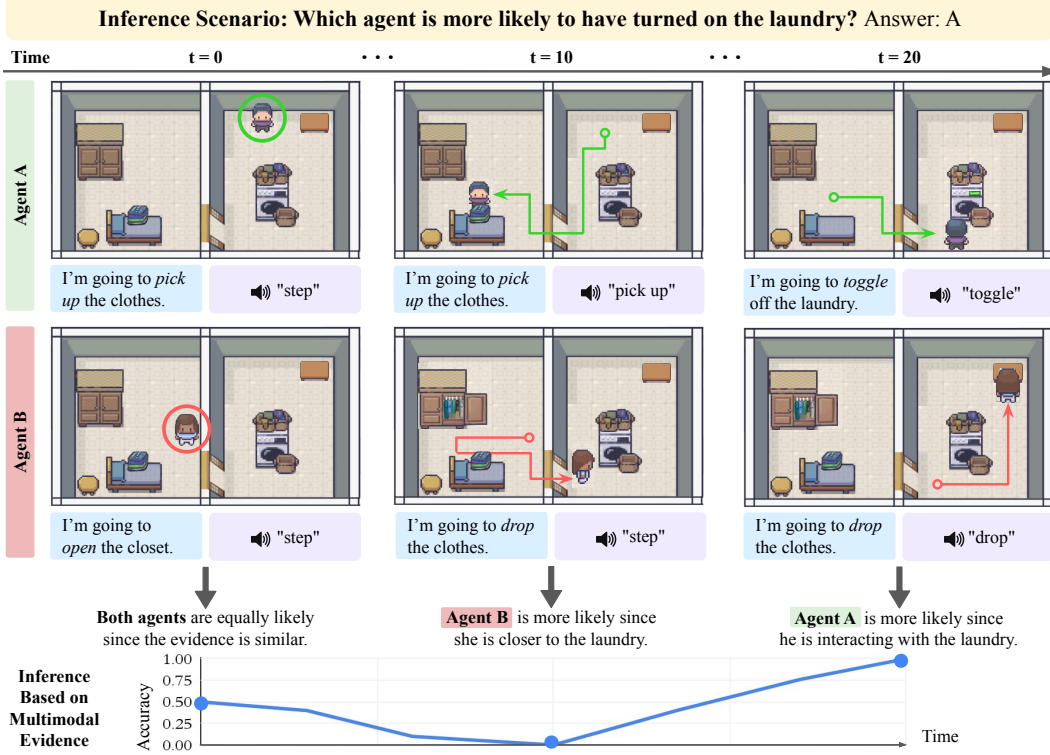 Inference Scenario: Which agent is more likely to have turned on the laundry? Answer: A
Time t = 0 . . . t = 10 . . . t = 20
Agent A
I'm going to pick
up the clothes.
"step"
I'm going to pick
up the clothes.
"pick up"
I'm going to toggle
off the laundry.
"toggle"
Agent B
I'm going to
open the closet.
"step"
I'm going to drop
the clothes.
"step"
I'm going to drop
the clothes.
"drop"
Both agents are equally likely
since the evidence is similar.
Agent B is more likely since
she is closer to the laundry.
Agent A is more likely since
he is interacting with the laundry.
Inference
Based on
Multimodal
Evidence
Accuracy
1.00
0.75
0.50
0.25
0.00
Time